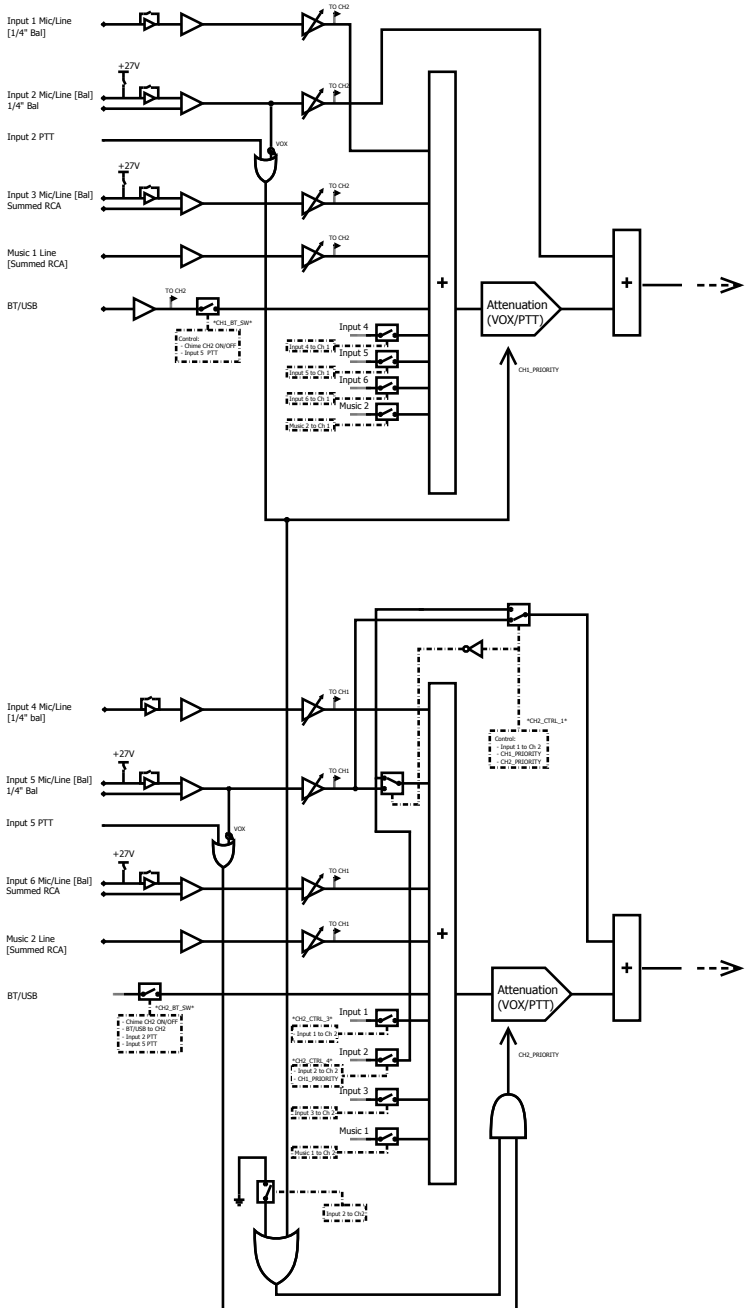 Input 1 Mic/Line
[1/4" Bal]
TO CH2
+27V
Input 2 Mic/Line [Bal]
1/4" Bal
TO CH2
Input 2 PTT
VOX
+27V
Input 3 Mic/Line [Bal]
Summed RCA
TO CH2
Music 1 Line
[Summed RCA]
TO CH2
+
+
BT/USB
TO CH2
*CH1_BT_SW*
Control:
- Chime CH2 ON/OFF
- Input 5 PTT
Attenuation
(VOX/PTT)
Input 4
Input 4 to Ch 1
Input 5
Input 5 to Ch 1
Input 6
Input 6 to Ch 1
Music 2
Music 2 to Ch 1
CH1_PRIORITY
Input 4 Mic/Line
[1/4" bal]
TO CH1
*CH2_CTRL_1*
Control:
- Input 1 to Ch 2
- CH1_PRIORITY
- CH2_PRIORITY
+27V
Input 5 Mic/Line [Bal]
1/4" Bal
TO CH1
Input 5 PTT
VOX
+27V
Input 6 Mic/Line [Bal]
Summed RCA
TO CH1
Music 2 Line
[Summed RCA]
TO CH1
+
+
BT/USB
*CH2_BT_SW*
- Chime CH2 ON/OFF
- BT/USB to CH2
- Input 2 PTT
- Input 5 PTT
Attenuation
(VOX/PTT)
Input 1
*CH2_CTRL_3*
- Input 1 to Ch 2
Input 2
*CH2_CTRL_4*
- Input 2 to Ch 2
- CH1_PRIORITY
CH2_PRIORITY
Input 3
Input 3 to Ch 2
Music 1
Music 1 to Ch 2
Input 2 to Ch2